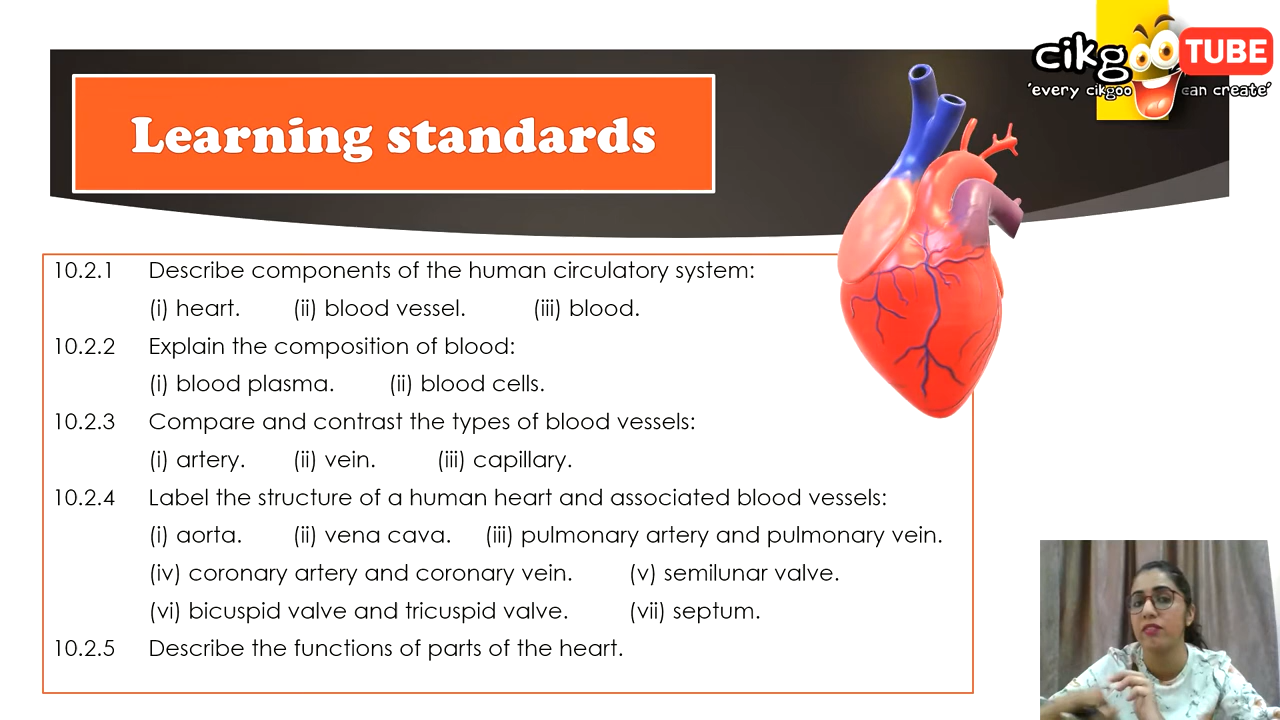 cikgoo TUBE
'every cikgoo can create'
Learning standards
10.2.1 Describe components of the human circulatory system:
(i) heart. (ii) blood vessel. (iii) blood.
10.2.2 Explain the composition of blood:
(i) blood plasma. (ii) blood cells.
10.2.3 Compare and contrast the types of blood vessels:
(i) artery. (ii) vein. (iii) capillary.
10.2.4 Label the structure of a human heart and associated blood vessels:
(i) aorta. (ii) vena cava. (iii) pulmonary artery and pulmonary vein.
(iv) coronary artery and coronary vein. (v) semilunar valve.
(vi) bicuspid valve and tricuspid valve. (vii) septum.
10.2.5 Describe the functions of parts of the heart.